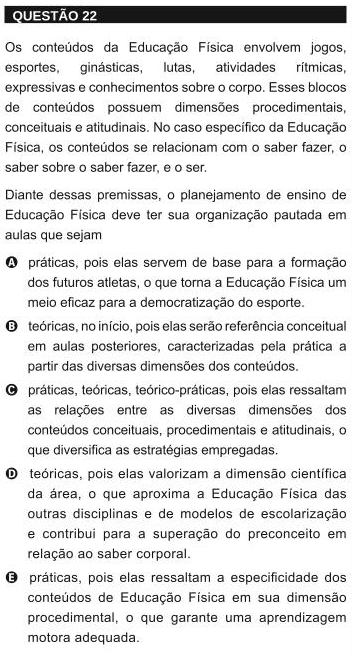 QUESTÃO 22
Os conteúdos da Educação Física envolvem jogos,
esportes, ginásticas, lutas, atividades rítmicas,
expressivas e conhecimentos sobre o corpo. Esses blocos
de conteúdos possuem dimensões procedimentais,
conceituais e atitudinais. No caso específico da Educação
Física, os conteúdos se relacionam com o saber fazer, o
saber sobre o saber fazer, e o ser.
Diante dessas premissas, o planejamento de ensino de
Educação Física deve ter sua organização pautada em
aulas que sejam
A práticas, pois elas servem de base para a formação
dos futuros atletas, o que torna a Educação Física um
meio eficaz para a democratização do esporte.
B teóricas, no início, pois elas serão referência conceitual
em aulas posteriores, caracterizadas pela prática a
partir das diversas dimensões dos conteúdos.
C práticas, teóricas, teórico-práticas, pois elas ressaltam
as relações entre as diversas dimensões dos
conteúdos conceituais, procedimentais e atitudinais, o
que diversifica as estratégias empregadas.
D teóricas, pois elas valorizam a dimensão científica
da área, o que aproxima a Educação Física das
outras disciplinas e de modelos de escolarização
e contribui para a superação do preconceito em
relação ao saber corporal.
E práticas, pois elas ressaltam a especificidade dos
conteúdos de Educação Física em sua dimensão
procedimental, o que garante uma aprendizagem
motora adequada.